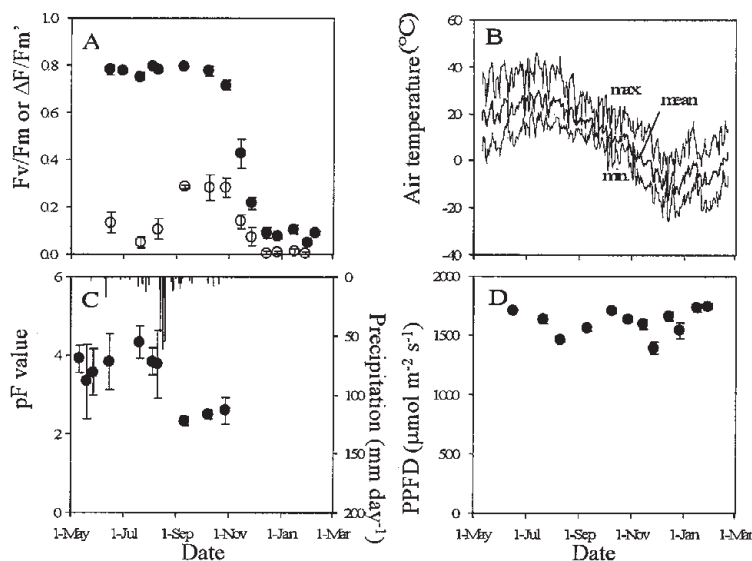 A
Fv/Fm or ΔF/Fm'
1.0
0.8
0.6
0.4
0.2
0.0
B
Air temperature (°C)
60
40
20
0
-20
-40
max
mean
min
C
pF value
6
4
2
0
Precipitation (mm day-1)
0
50
100
150
200
1-May 1-Jul 1-Sep 1-Nov 1-Jan 1-Mar
Date
D
PPFD (μmol m-2 s-1)
2000
1500
1000
500
0
1-May 1-Jul 1-Sep 1-Nov 1-Jan 1-Mar
Date